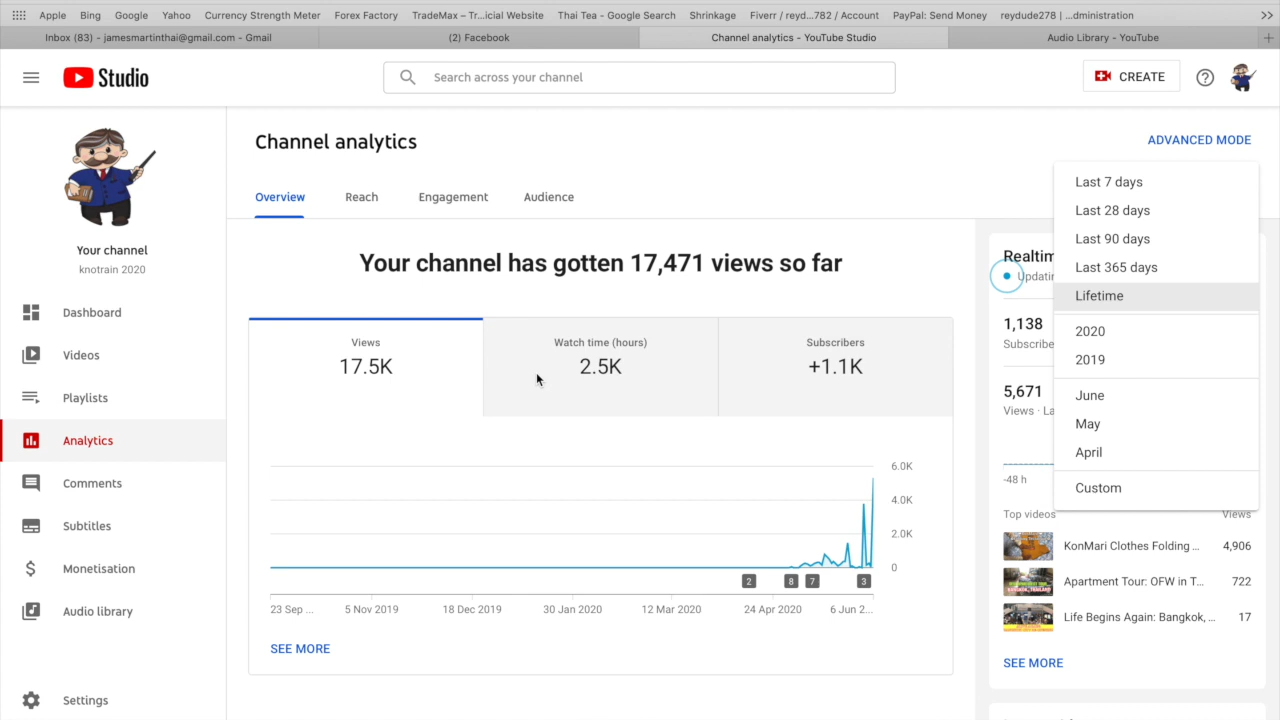 Apple Bing Google Yahoo Currency Strength Meter Forex Factory TradeMax – Tr...icial Website Thai Tea - Google Search Shrinkage Fiverr / reyd...782 / Account PayPal: Send Money reydude278 | ...dministration
Inbox (83) - jamesmartinthai@gmail.com - Gmail (2) Facebook Channel analytics - YouTube Studio Audio Library - YouTube
Studio
Search across your channel
CREATE
Your channel
knotrain 2020
Dashboard
Videos
Playlists
Analytics
Comments
Subtitles
Monetisation
Audio library
Settings
Channel analytics
ADVANCED MODE
Overview Reach Engagement Audience
Your channel has gotten 17,471 views so far
Views Watch time (hours) Subscribers
17.5K 2.5K +1.1K
6.0K
4.0K
2.0K
0
2 8 7 3
23 Sep ... 5 Nov 2019 18 Dec 2019 30 Jan 2020 12 Mar 2020 24 Apr 2020 6 Jun 2...
SEE MORE
Last 7 days
Last 28 days
Last 90 days
Last 365 days
Lifetime
2020
2019
June
May
April
Custom
1,138
5,671
-48 h
Top videos Views
KonMari Clothes Folding ... 4,906
Apartment Tour: OFW in T... 722
Life Begins Again: Bangkok, ... 17
SEE MORE